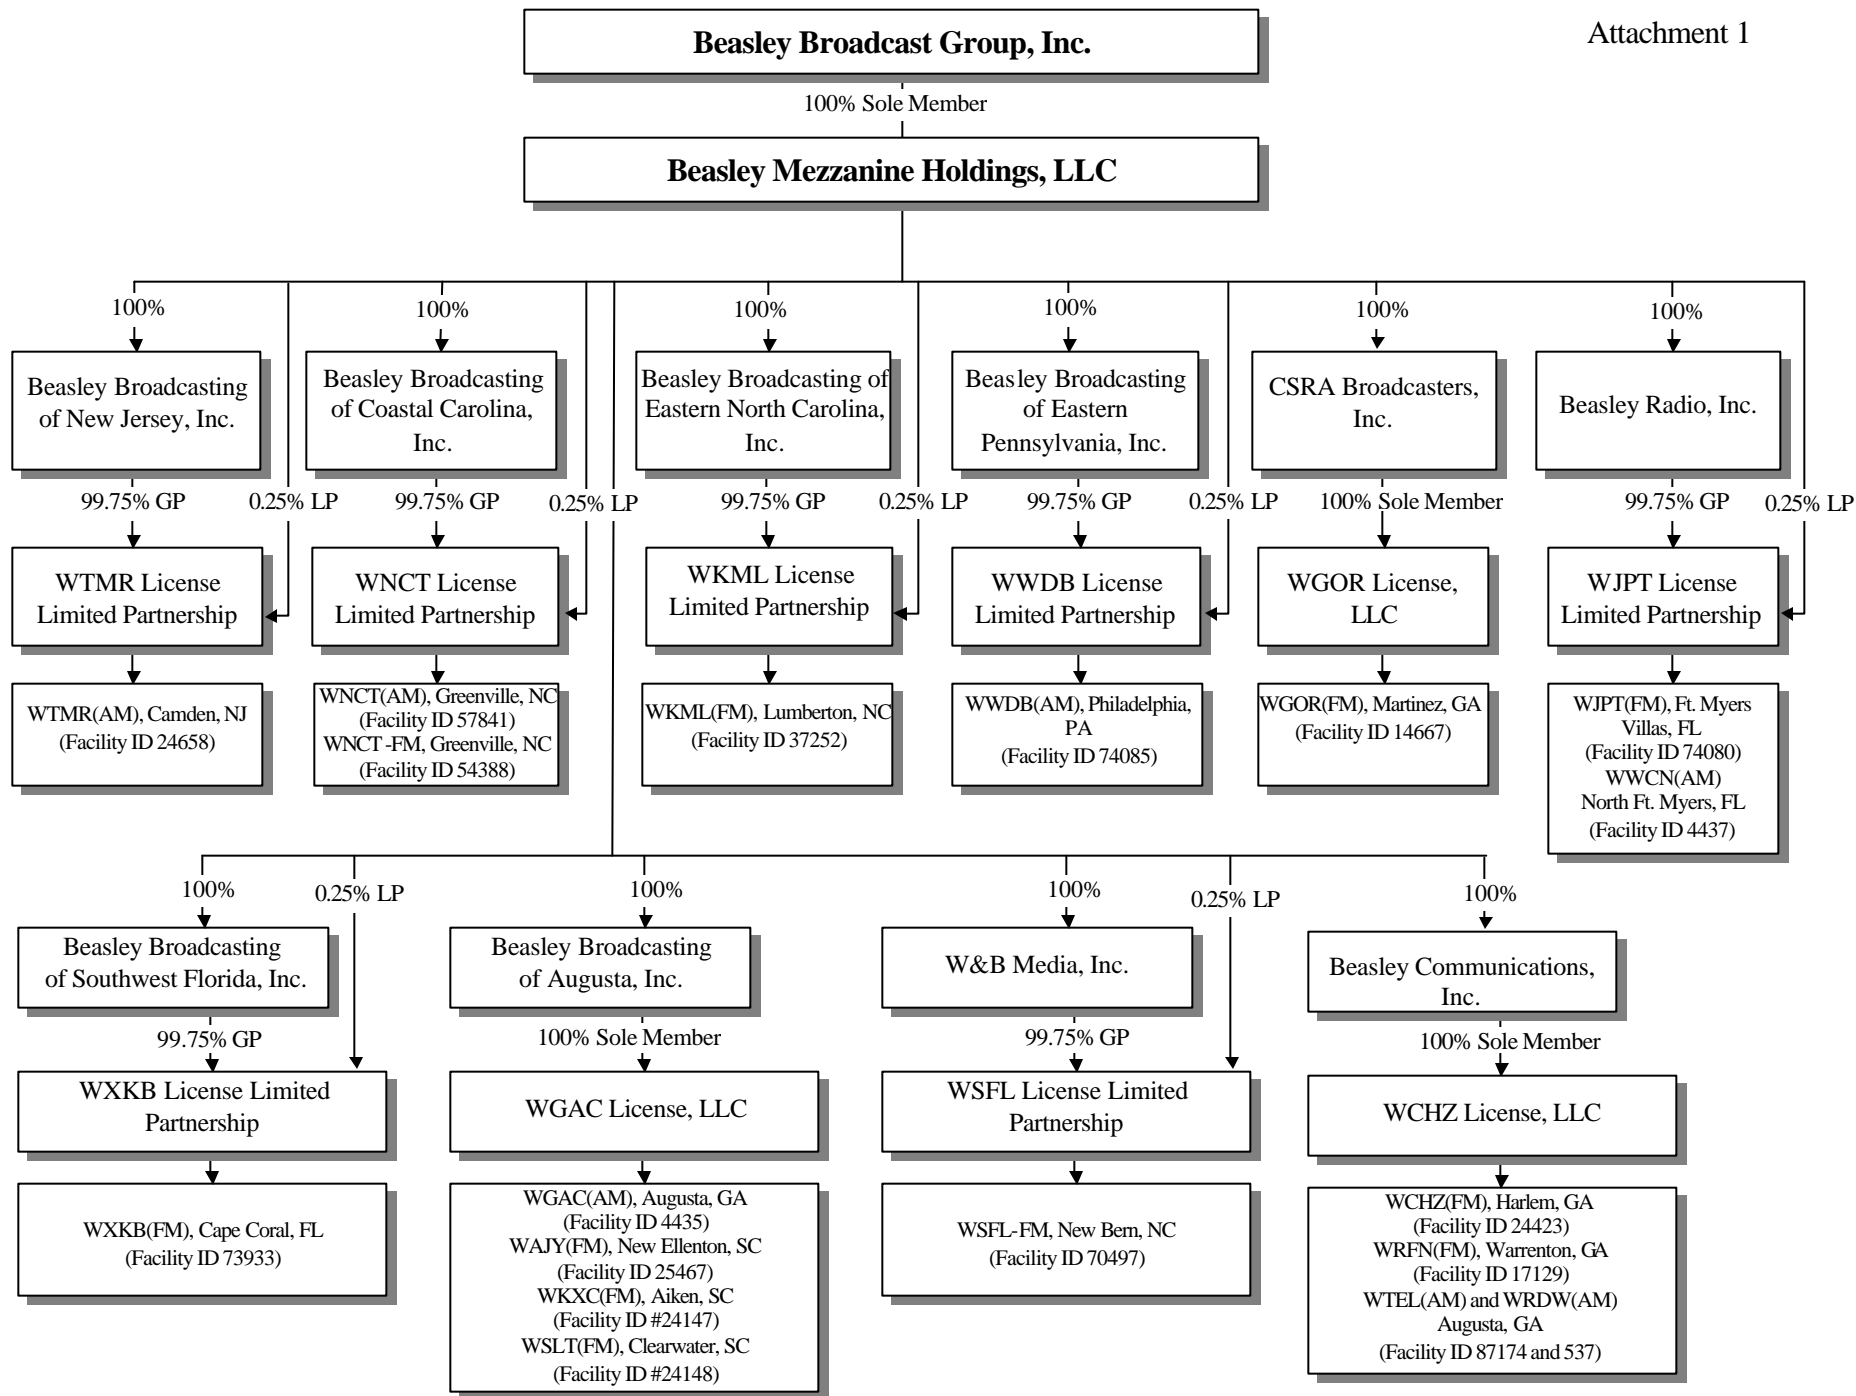 Attachment 1
Beasley Broadcast Group, Inc.
100% Sole Member
Beasley Mezzanine Holdings, LLC
100%
100%
100%
100%
100%
100%
Beasley Broadcasting
of New Jersey, Inc.
Beasley Broadcasting
of Coastal Carolina,
Inc.
Beasley Broadcasting of
Eastern North Carolina,
Inc.
Beasley Broadcasting
of Eastern
Pennsylvania, Inc.
CSRA Broadcasters,
Inc.
Beasley Radio, Inc.
99.75% GP
0.25% LP
99.75% GP
0.25% LP
99.75% GP
0.25% LP
99.75% GP
0.25% LP
100% Sole Member
99.75% GP
0.25% LP
WTMR License
Limited Partnership
WNCT License
Limited Partnership
WKML License
Limited Partnership
WWDB License
Limited Partnership
WGOR License,
LLC
WJPT License
Limited Partnership
WTMR(AM), Camden, NJ
(Facility ID 24658)
WNCT(AM), Greenville, NC
(Facility ID 57841)
WNCT -FM, Greenville, NC
(Facility ID 54388)
WKML(FM), Lumberton, NC
(Facility ID 37252)
WWDB(AM), Philadelphia,
PA
(Facility ID 74085)
WGOR(FM), Martinez, GA
(Facility ID 14667)
WJPT(FM), Ft. Myers
Villas, FL
(Facility ID 74080)
WWCN(AM)
North Ft. Myers, FL
(Facility ID 4437)
100%
0.25% LP
100%
100%
0.25% LP
100%
Beasley Broadcasting
of Southwest Florida, Inc.
Beasley Broadcasting
of Augusta, Inc.
W&B Media, Inc.
Beasley Communications,
Inc.
99.75% GP
100% Sole Member
99.75% GP
100% Sole Member
WXKB License Limited
Partnership
WGAC License, LLC
WSFL License Limited
Partnership
WCHZ License, LLC
WXKB(FM), Cape Coral, FL
(Facility ID 73933)
WGAC(AM), Augusta, GA
(Facility ID 4435)
WAJY(FM), New Ellenton, SC
(Facility ID 25467)
WKXC(FM), Aiken, SC
(Facility ID #24147)
WSLT(FM), Clearwater, SC
(Facility ID #24148)
WSFL-FM, New Bern, NC
(Facility ID 70497)
WCHZ(FM), Harlem, GA
(Facility ID 24423)
WRFN(FM), Warrenton, GA
(Facility ID 17129)
WTEL(AM) and WRDW(AM)
Augusta, GA
(Facility ID 87174 and 537)